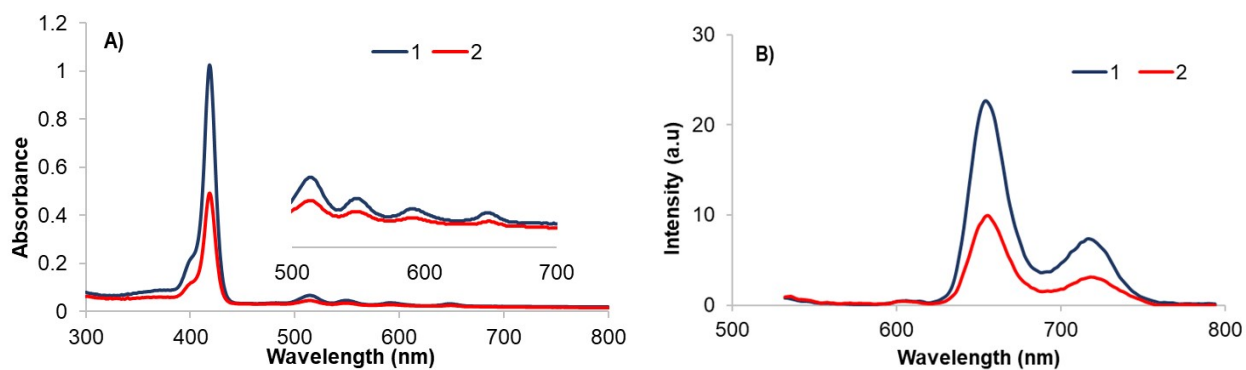 A)
1 2
1.2
1
0.8
0.6
0.4
0.2
0
Absorbance
500 600 700
300 400 500 600 700 800
Wavelength (nm)
B)
1 2
30
20
10
0
Intensity (a.u)
500 600 700 800
Wavelength (nm)